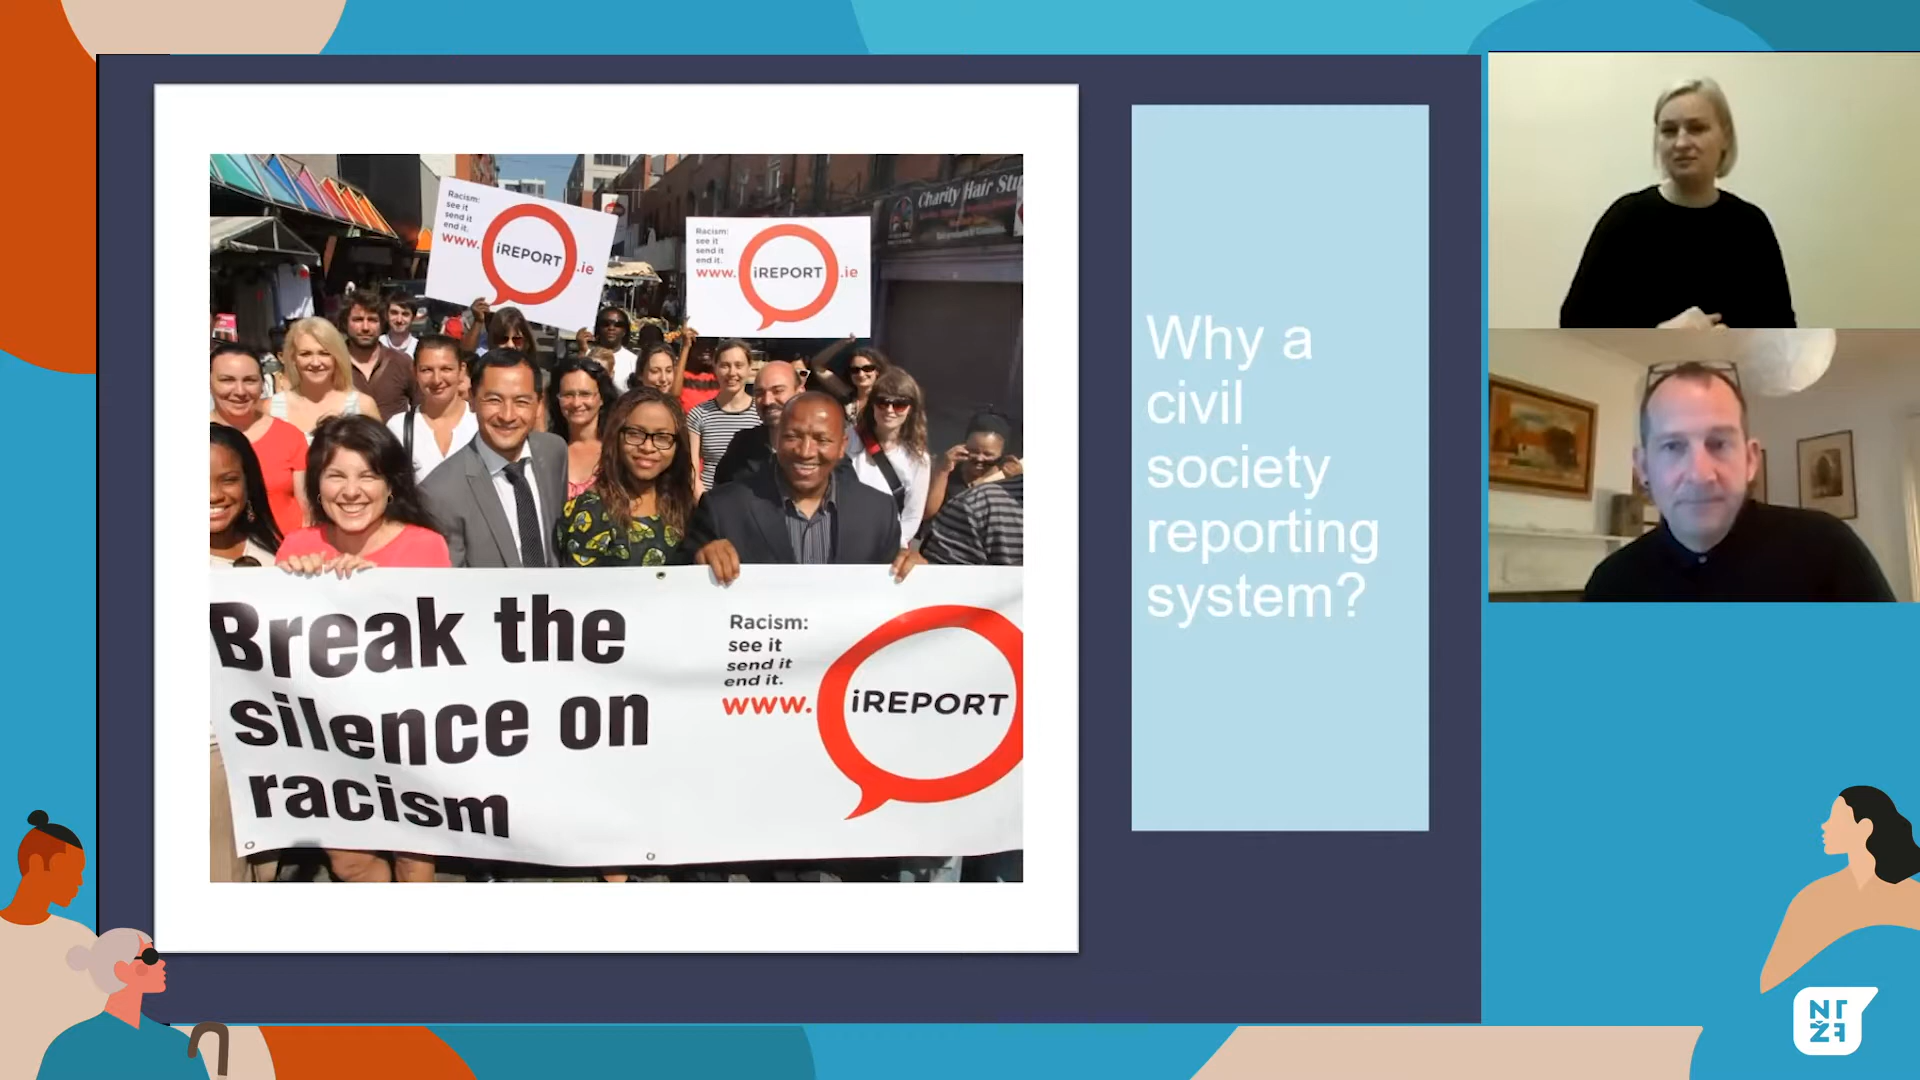 Racism:
see it
send it
end it.
www.
iREPORT
.ie
Racism:
see it
send it
end it.
www.
iREPORT
.ie
Charity Hair Stu
Break the
silence on
racism
Racism:
see it
send it
end it.
www.
iREPORT
Why a
civil
society
reporting
system?